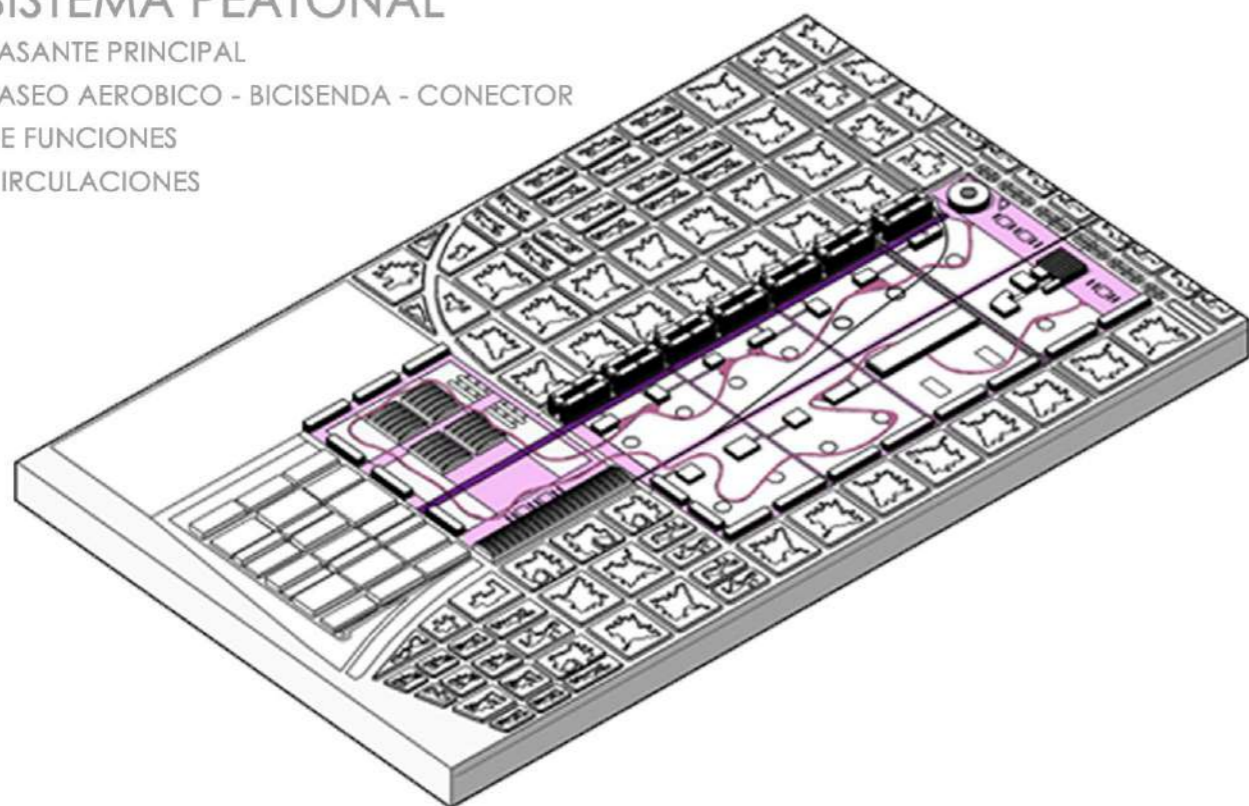 SISTEMA PEATONAL
ASANTE PRINCIPAL
ASEO AEROBICO - BICISENDA - CONECTOR
E FUNCIONES
IRCULACIONES